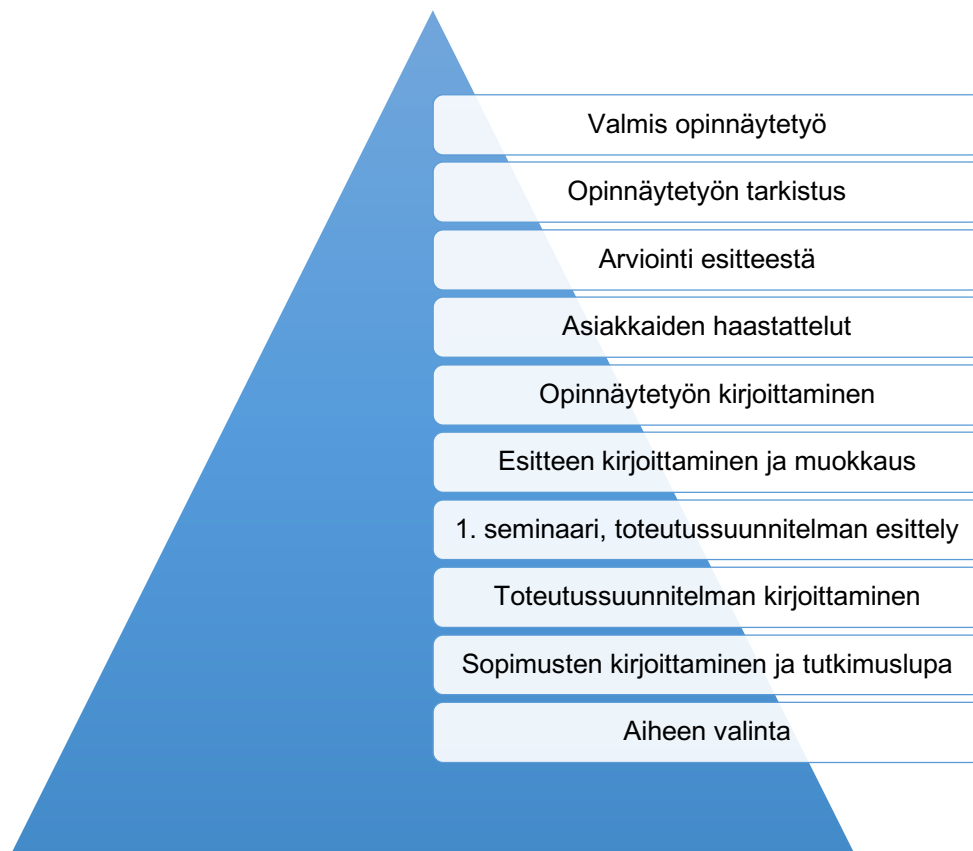 Valmis opinnäytetyö
Opinnäytetyön tarkistus
Arviointi esitteestä
Asiakkaiden haastattelut
Opinnäytetyön kirjoittaminen
Esitteen kirjoittaminen ja muokkaus
1. seminaari, toteutussuunnitelman esittely
Toteutussuunnitelman kirjoittaminen
Sopimusten kirjoittaminen ja tutkimuslupa
Aiheen valinta